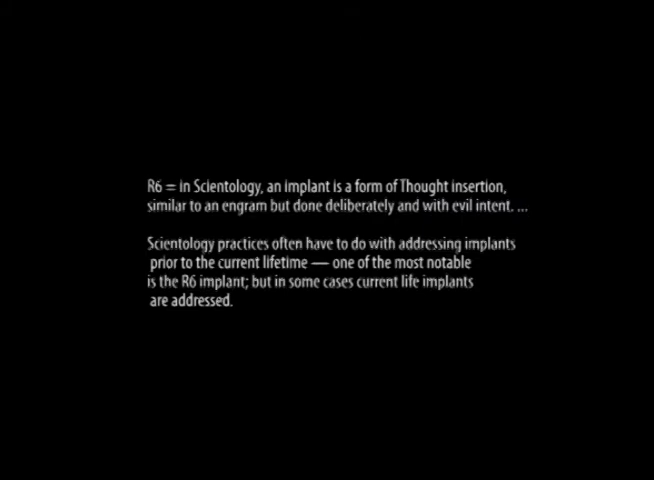 R6 = in Scientology, an implant is a form of Thought insertion,
similar to an engram but done deliberately and with evil intent. ...
Scientology practices often have to do with addressing implants
prior to the current lifetime — one of the most notable
is the R6 implant; but in some cases current life implants
are addressed.